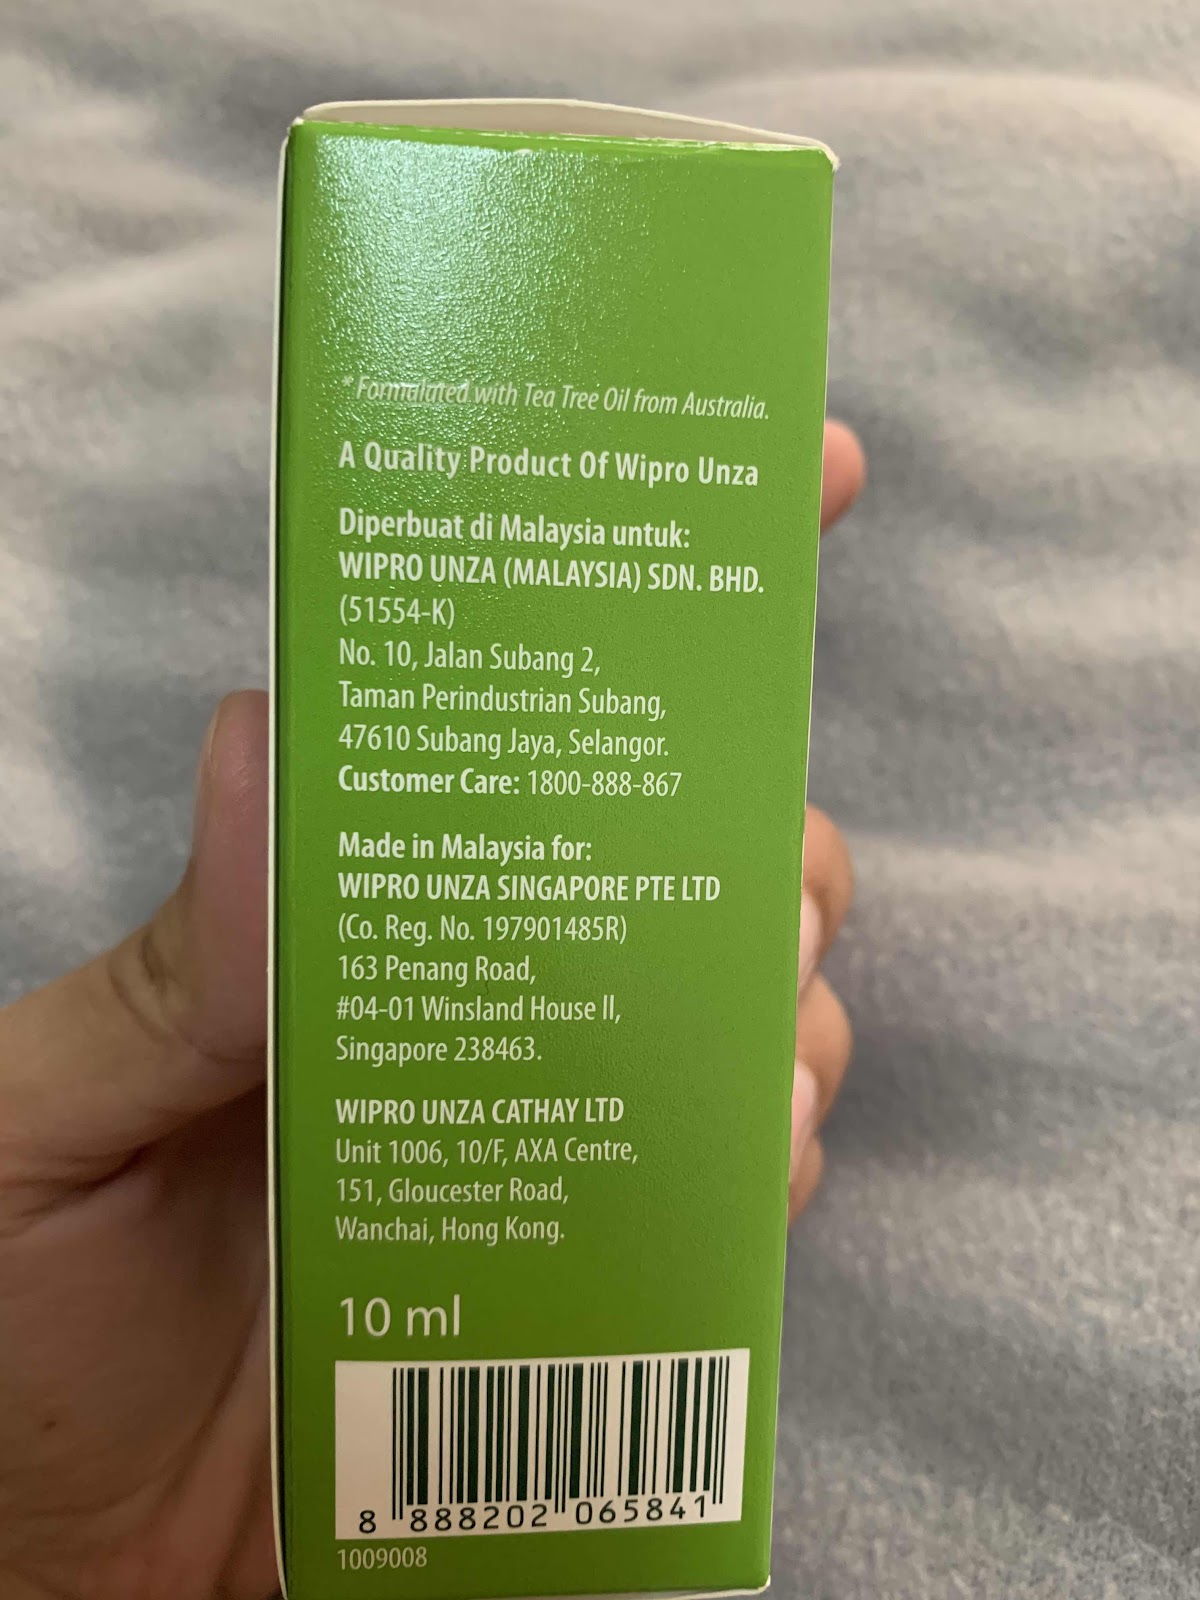 * Formulated with Tea Tree Oil from Australia.
A Quality Product Of Wipro Unza
Diperbuat di Malaysia untuk:
WIPRO UNZA (MALAYSIA) SDN. BHD.
(51554-K)
No. 10, Jalan Subang 2,
Taman Perindustrian Subang,
47610 Subang Jaya, Selangor.
Customer Care: 1800-888-867
Made in Malaysia for:
WIPRO UNZA SINGAPORE PTE LTD
(Co. Reg. No. 197901485R)
163 Penang Road,
#04-01 Winsland House II,
Singapore 238463.
WIPRO UNZA CATHAY LTD
Unit 1006, 10/F, AXA Centre,
151, Gloucester Road,
Wanchai, Hong Kong.
10 ml
8 888202 065841
1009008